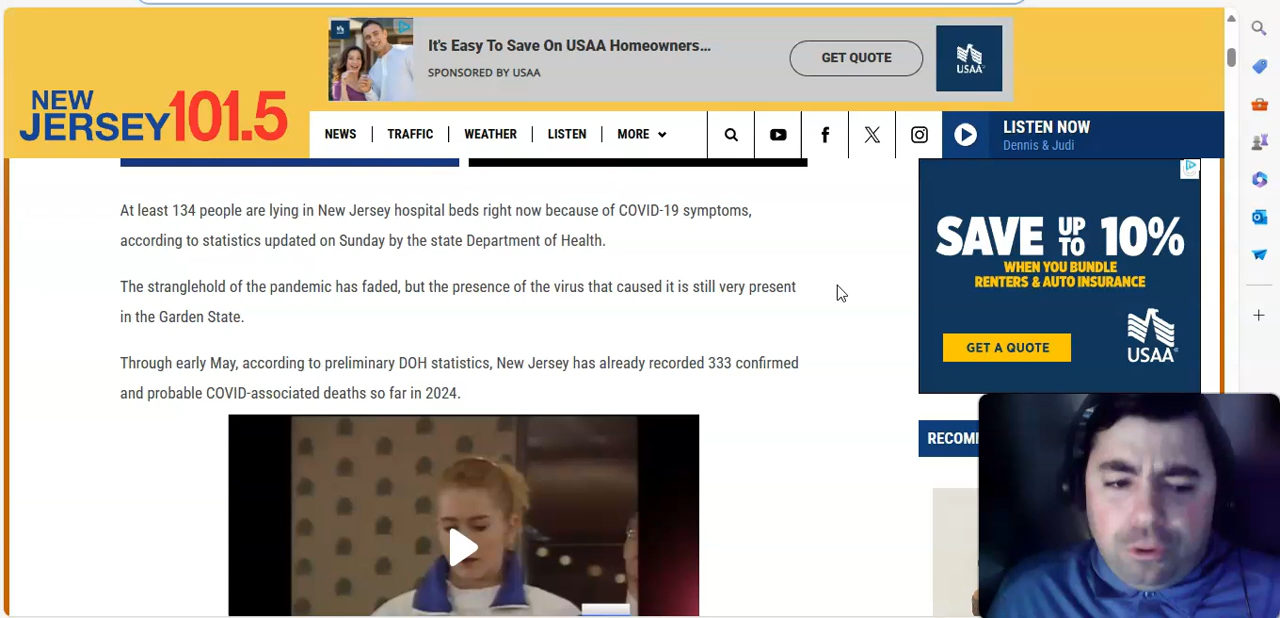 It's Easy To Save On USAA Homeowners...
SPONSORED BY USAA
GET QUOTE
USAA
NEW
JERSEY 101.5
NEWS
TRAFFIC
WEATHER
LISTEN
MORE
LISTEN NOW
Dennis & Judi
At least 134 people are lying in New Jersey hospital beds right now because of COVID-19 symptoms,
according to statistics updated on Sunday by the state Department of Health.
The stranglehold of the pandemic has faded, but the presence of the virus that caused it is still very present
in the Garden State.
Through early May, according to preliminary DOH statistics, New Jersey has already recorded 333 confirmed
and probable COVID-associated deaths so far in 2024.
SAVE UP TO 10%
WHEN YOU BUNDLE
RENTERS & AUTO INSURANCE
GET A QUOTE
USAA
RECOM